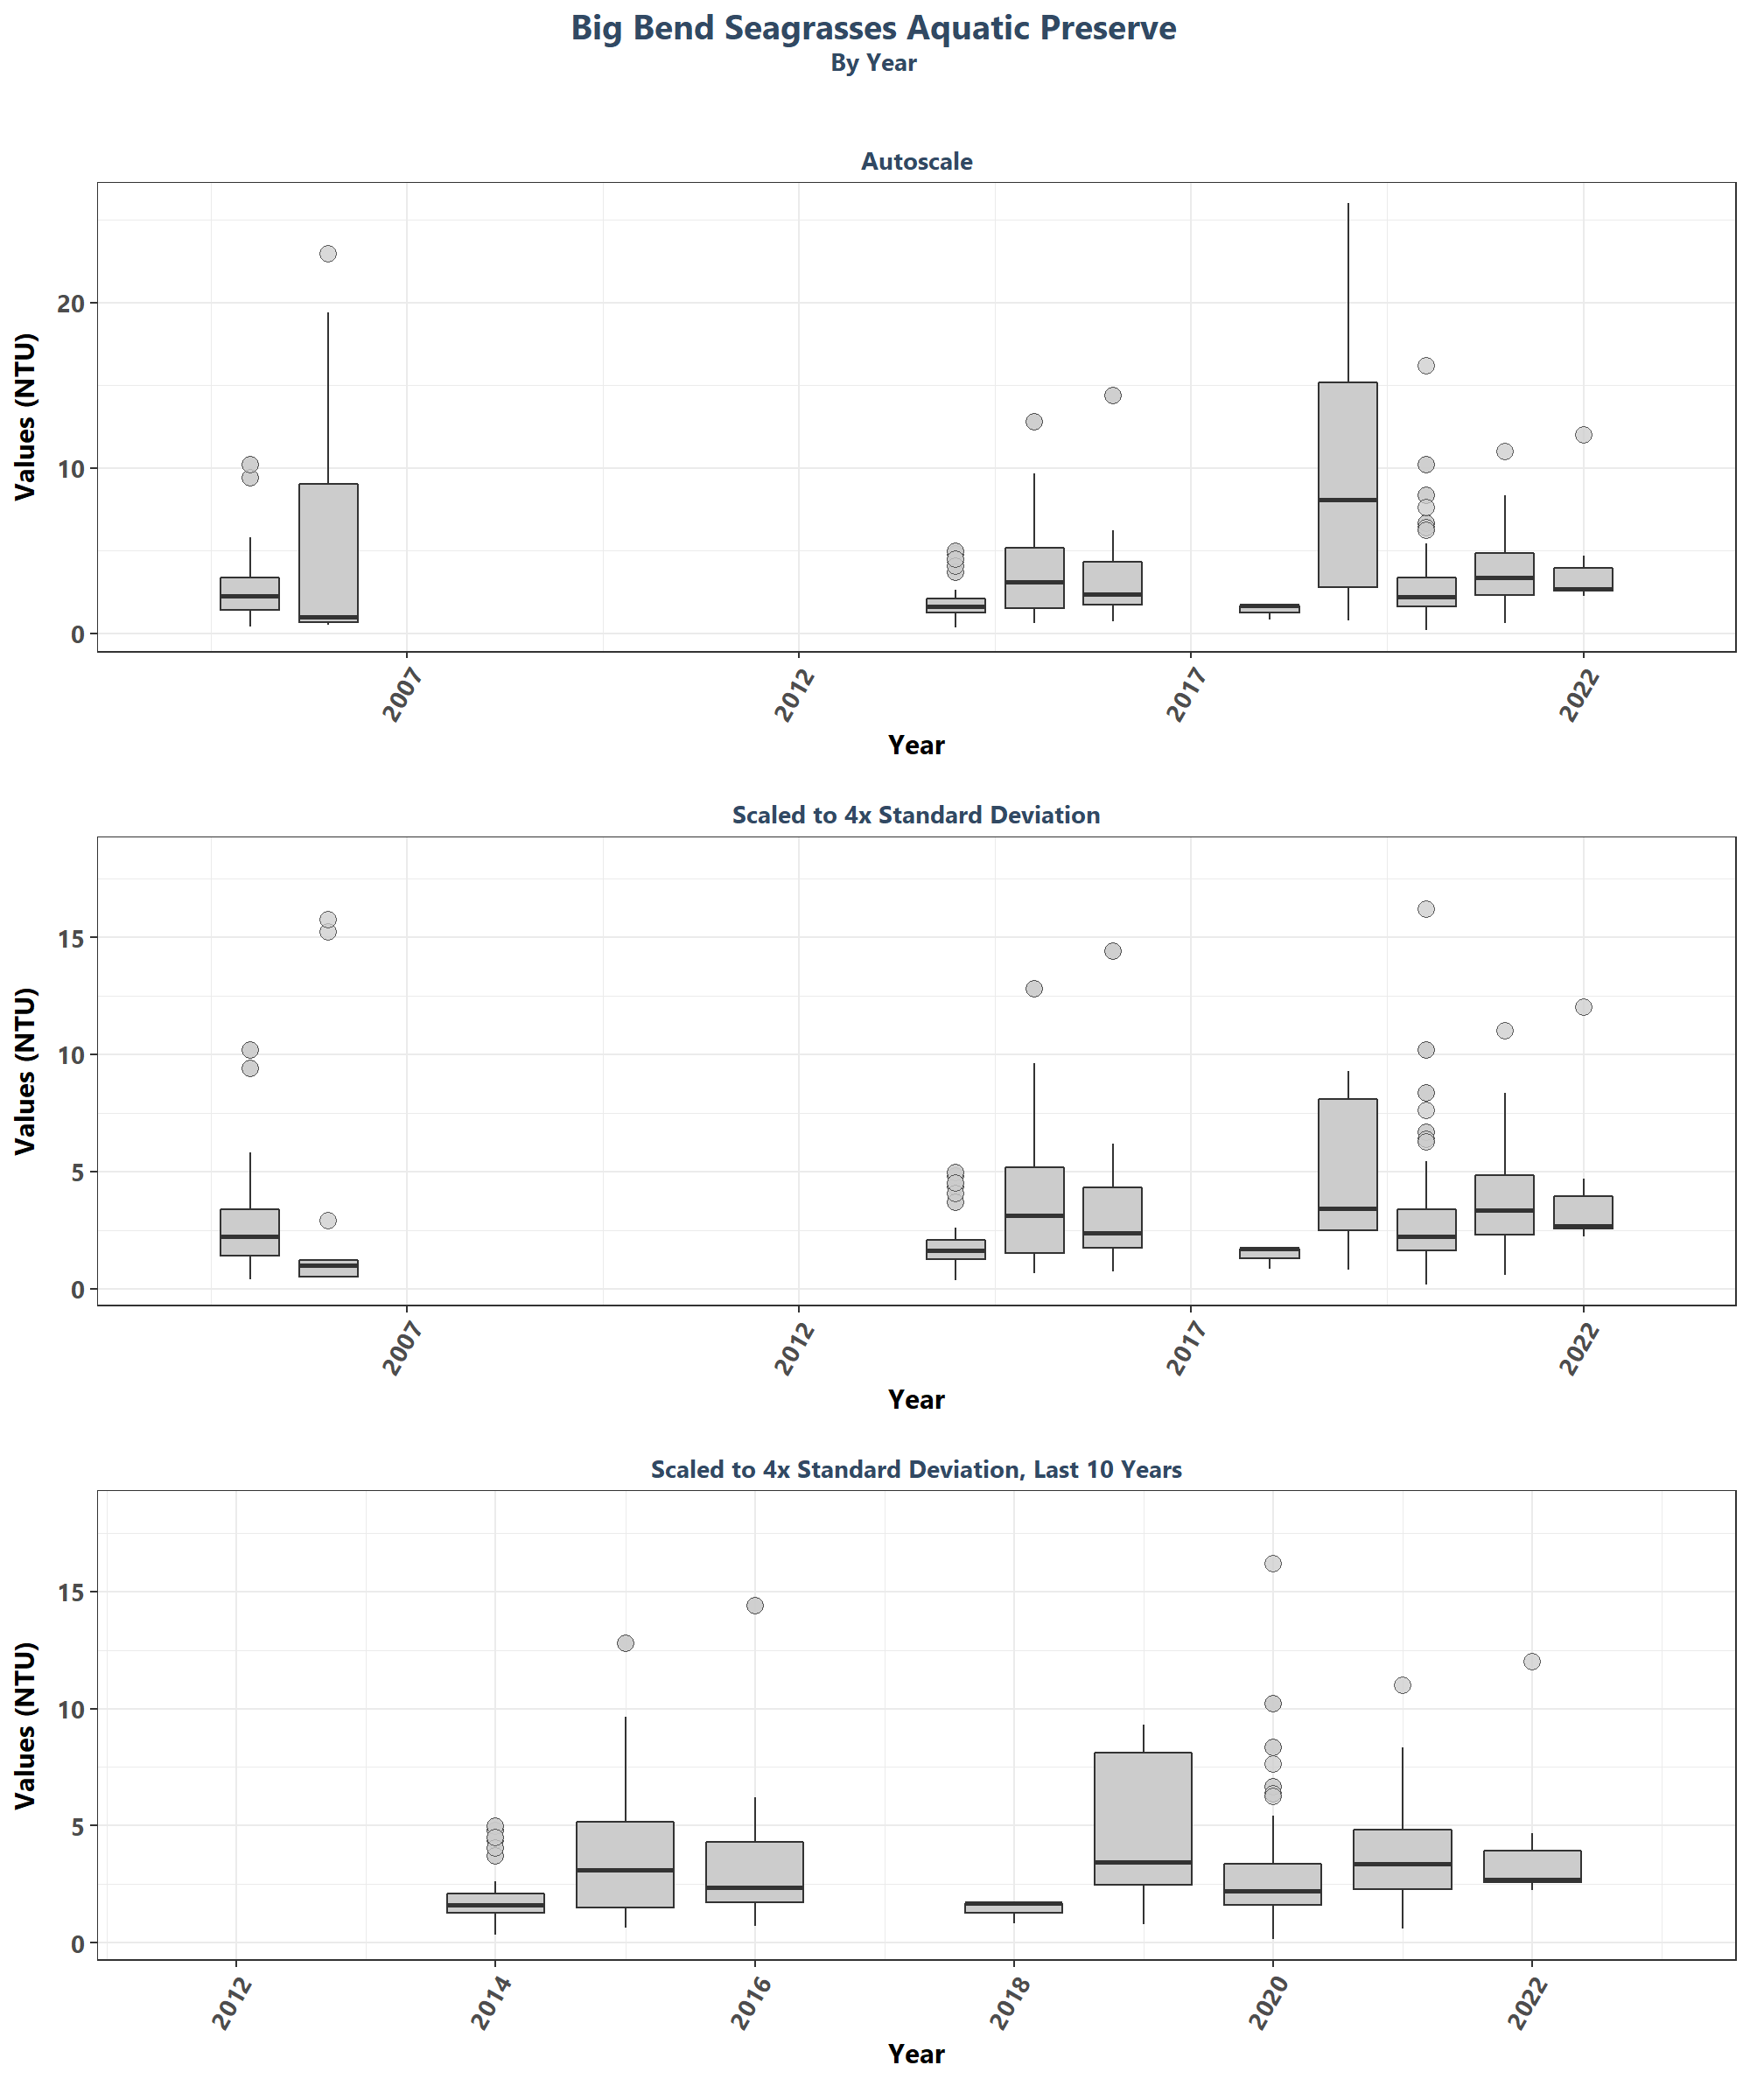 Big Bend Seagrasses Aquatic Preserve
By Year
Autoscale
Values (NTU)
20
10
0
2007
2012
2017
2022
Year
Scaled to 4x Standard Deviation
Values (NTU)
15
10
5
0
2007
2012
2017
2022
Year
Scaled to 4x Standard Deviation, Last 10 Years
Values (NTU)
15
10
5
0
2012
2014
2016
2018
2020
2022
Year